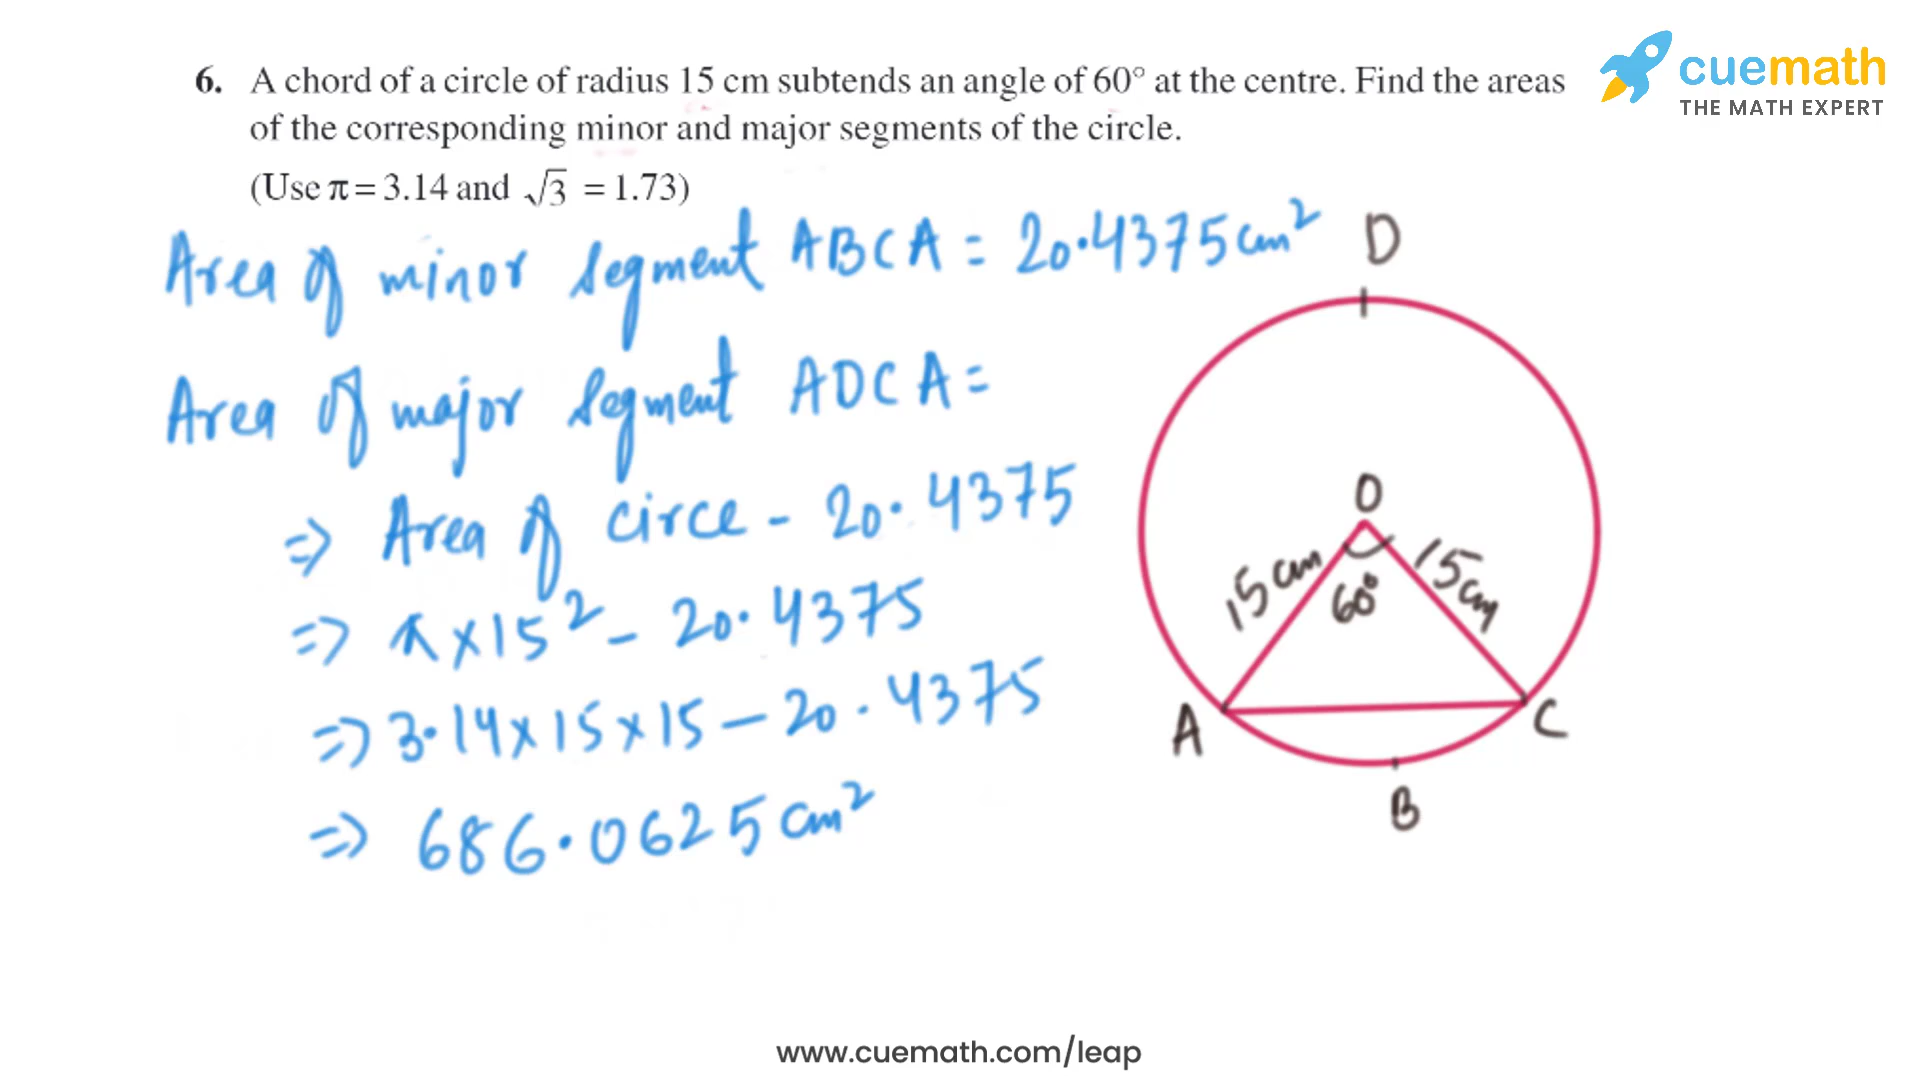 6. A chord of a circle of radius 15 cm subtends an angle of 60° at the centre. Find the areas
of the corresponding minor and major segments of the circle.
(Use π = 3.14 and √3 = 1.73)
cuemath
THE MATH EXPERT
Area of minor segment ABCA = 20.4375 cm²
Area of major segment ADCA =
⇒ Area of circe - 20.4375
⇒ π × 15² - 20.4375
⇒ 3.14 × 15 × 15 - 20.4375
⇒ 686.0625 cm²
D
O
15 cm
60°
15 cm
A
C
B
www.cuemath.com/leap